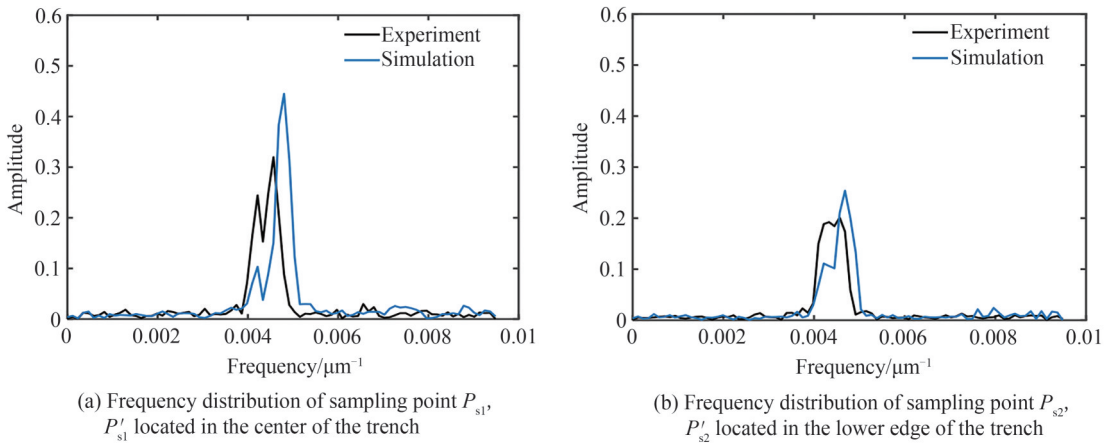 0.6
0.5
0.4
0.3
0.2
0.1
0
Amplitude
Experiment
Simulation
0 0.002 0.004 0.006 0.008 0.01
Frequency/μm⁻¹
(a) Frequency distribution of sampling point Pₛ₁,
P′ₛ₁ located in the center of the trench
0.6
0.5
0.4
0.3
0.2
0.1
0
Amplitude
Experiment
Simulation
0 0.002 0.004 0.006 0.008 0.01
Frequency/μm⁻¹
(b) Frequency distribution of sampling point Pₛ₂,
P′ₛ₂ located in the lower edge of the trench